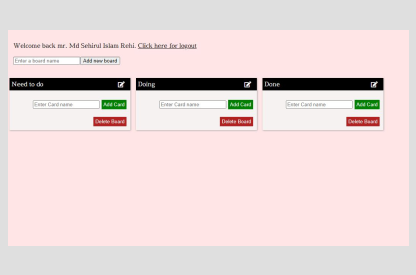 Welcome back mr. Md Sehirul Islam Rehi. Click here for logout
Enter a board name Add new board
Need to do
Enter Card name Add Card
Delete Board
Doing
Enter Card name Add Card
Delete Board
Done
Enter Card name Add Card
Delete Board